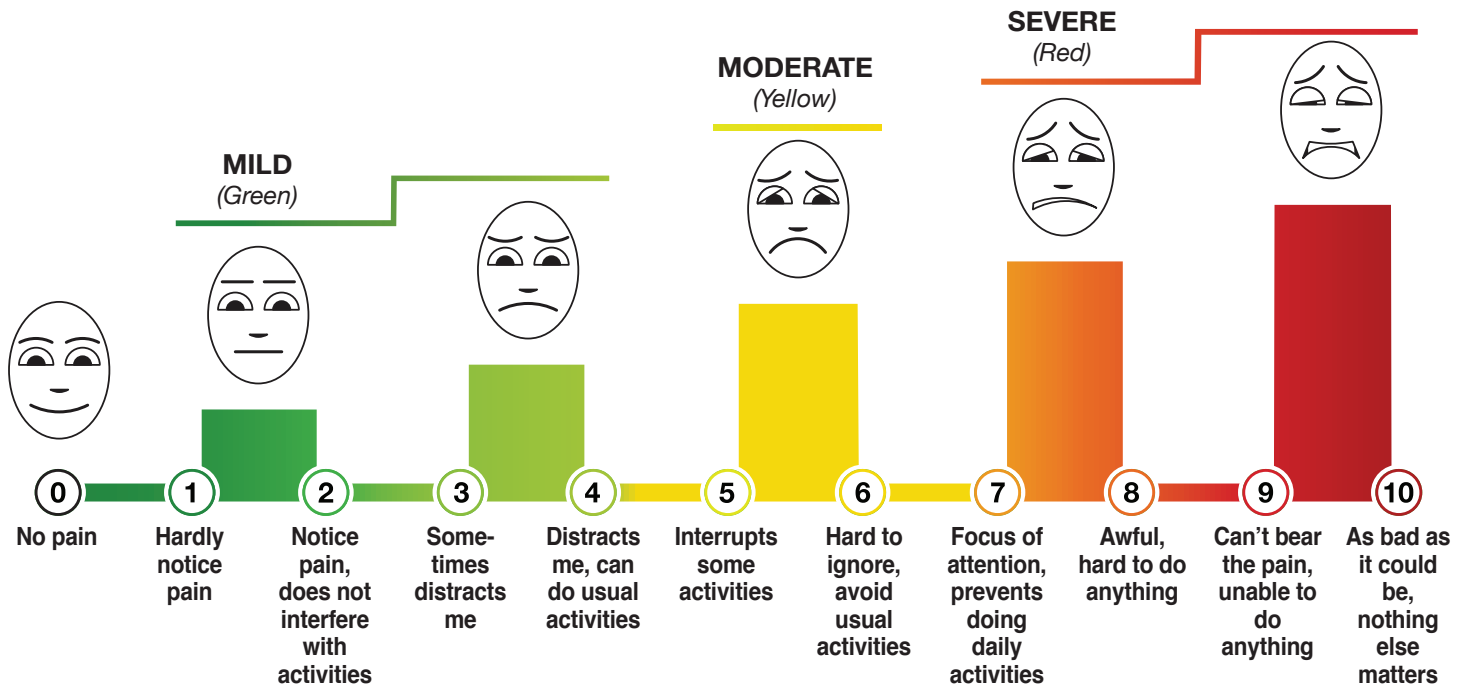 SEVERE
(Red)
MODERATE
(Yellow)
MILD
(Green)
0
1
2
3
4
5
6
7
8
9
10
No pain
Hardly
notice
pain
Notice
pain,
does not
interfere
with
activities
Some-
times
distracts
me
Distracts
me, can
do usual
activities
Interrupts
some
activities
Hard to
ignore,
avoid
usual
activities
Focus of
attention,
prevents
doing
daily
activities
Awful,
hard to do
anything
Can’t bear
the pain,
unable to
do
anything
As bad as
it could
be,
nothing
else
matters